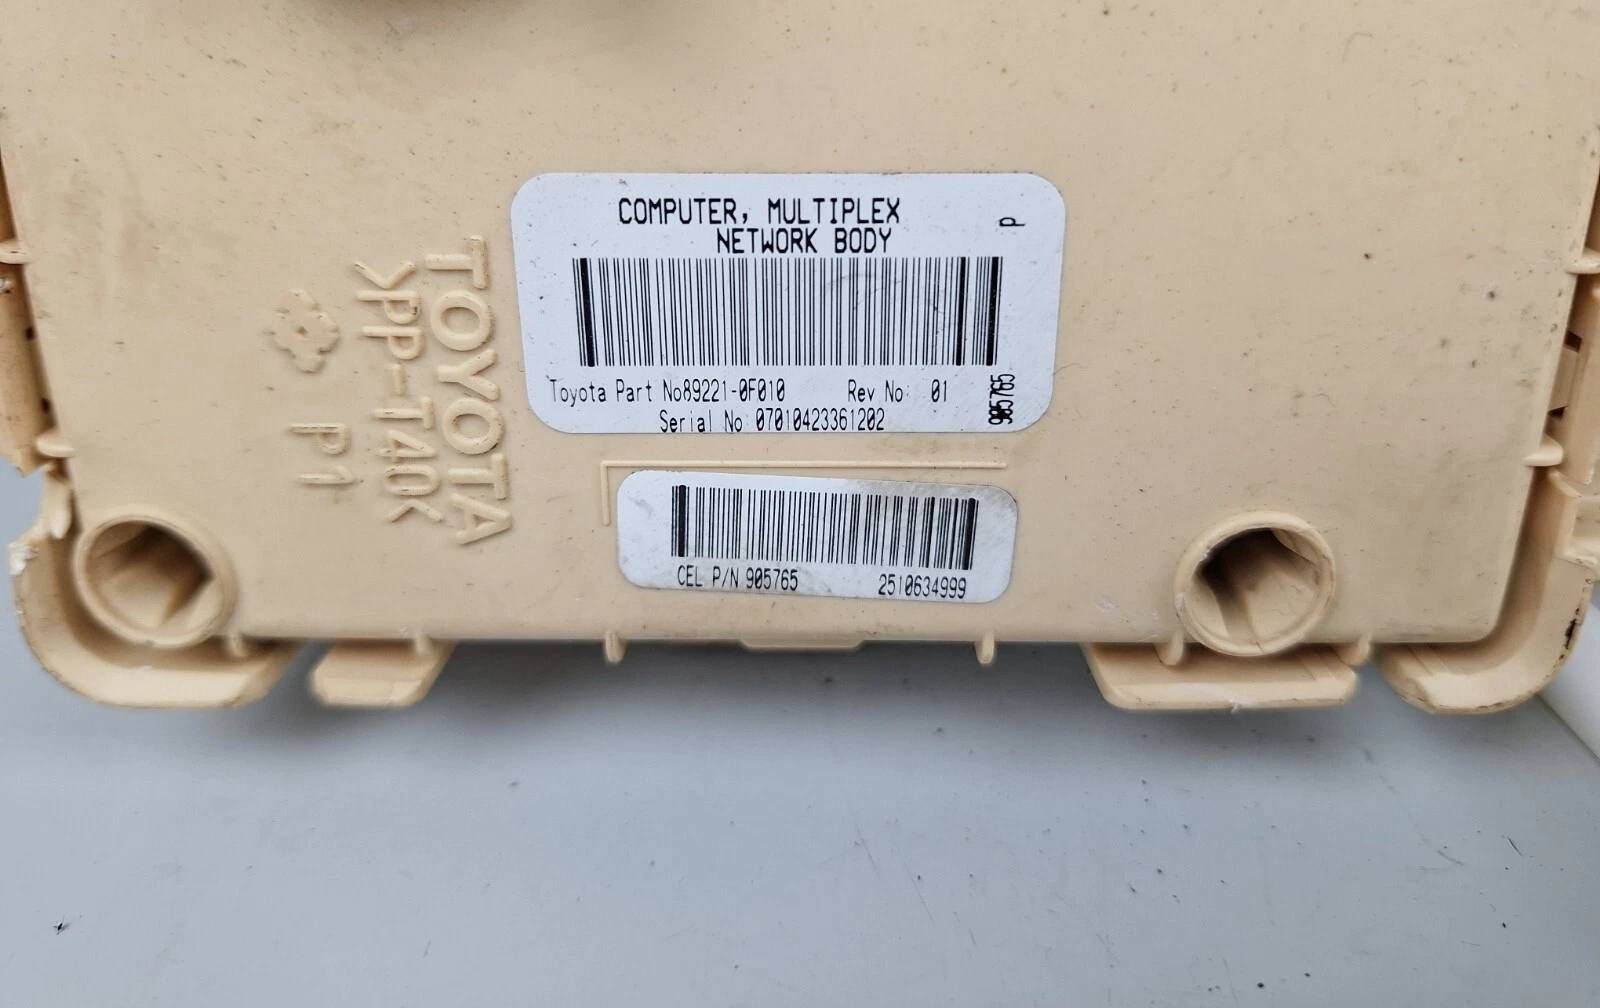 COMPUTER, MULTIPLEX
NETWORK BODY
P
Toyota Part No89221-0F010 Rev No: 01
Serial No: 07010423361202
905765
CEL P/N 905765 2510634999
TOYOTA
>PP-T40<
P1